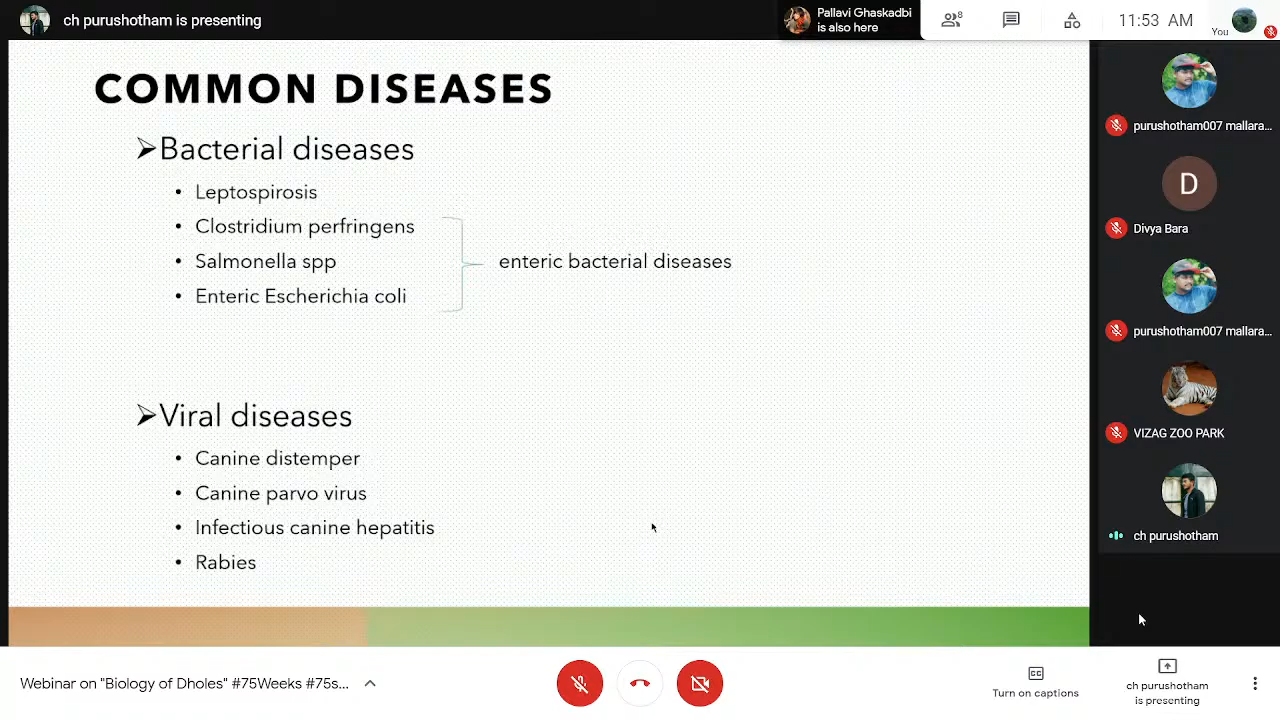 ch purushotham is presenting
Pallavi Ghaskadbi
is also here
8
11:53 AM
You
COMMON DISEASES
➢Bacterial diseases
• Leptospirosis
• Clostridium perfringens
• Salmonella spp
• Enteric Escherichia coli
enteric bacterial diseases
➢Viral diseases
• Canine distemper
• Canine parvo virus
• Infectious canine hepatitis
• Rabies
purushotham007 mallara...
D
Divya Bara
purushotham007 mallara...
VIZAG ZOO PARK
ch purushotham
Webinar on "Biology of Dholes" #75Weeks #75s...
CC
Turn on captions
ch purushotham
is presenting